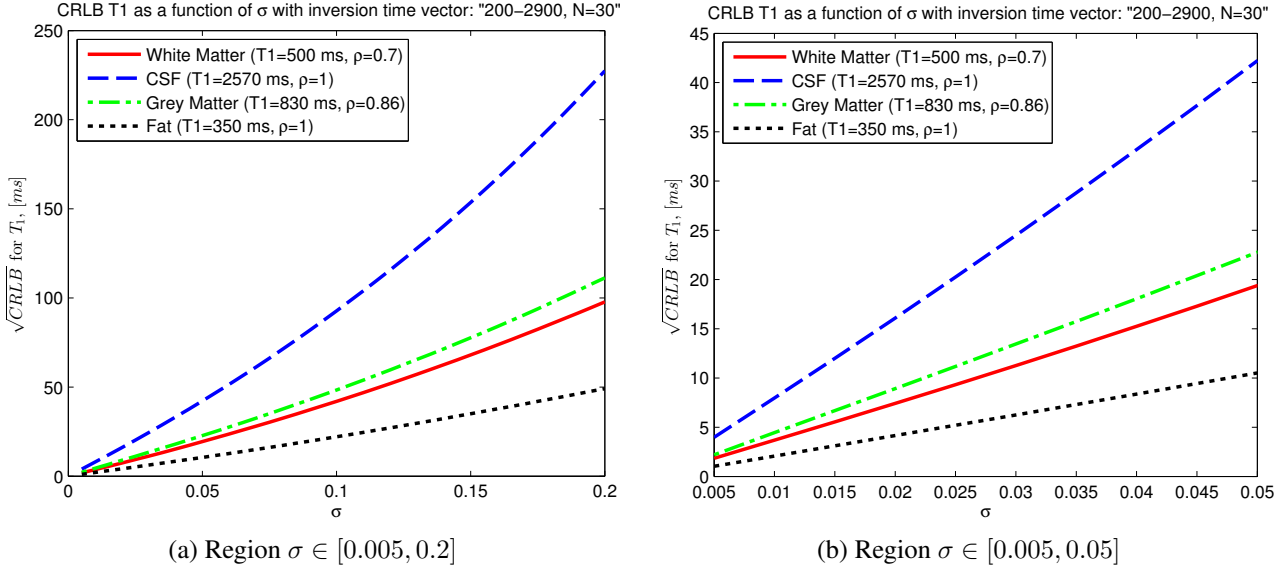 CRLB T1 as a function of σ with inversion time vector: "200−2900, N=30"
250
200
150
100
50
0
0
0.05
0.1
0.15
0.2
σ
√CRLB for T₁, [ms]
White Matter (T1=500 ms, ρ=0.7)
CSF (T1=2570 ms, ρ=1)
Grey Matter (T1=830 ms, ρ=0.86)
Fat (T1=350 ms, ρ=1)
(a) Region σ ∈ [0.005, 0.2]
CRLB T1 as a function of σ with inversion time vector: "200−2900, N=30"
45
40
35
30
25
20
15
10
5
0
0.005
0.01
0.015
0.02
0.025
0.03
0.035
0.04
0.045
0.05
σ
√CRLB for T₁, [ms]
White Matter (T1=500 ms, ρ=0.7)
CSF (T1=2570 ms, ρ=1)
Grey Matter (T1=830 ms, ρ=0.86)
Fat (T1=350 ms, ρ=1)
(b) Region σ ∈ [0.005, 0.05]